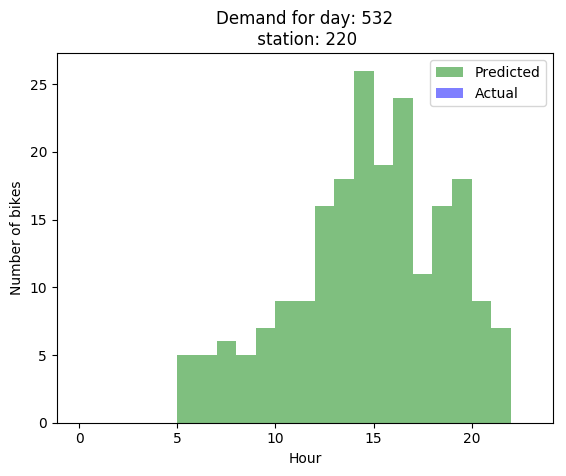 Demand for day: 532
station: 220
Predicted
Actual
Number of bikes
25
20
15
10
5
0
0
5
10
15
20
Hour